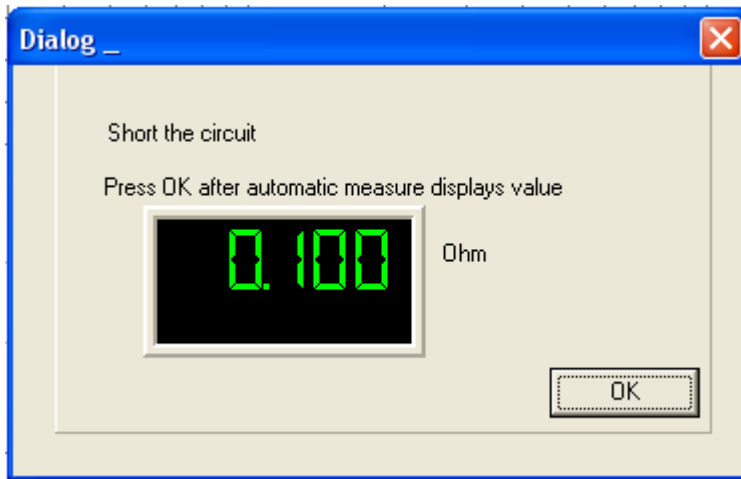 Dialog _
Short the circuit
Press OK after automatic measure displays value
0.100 Ohm
OK